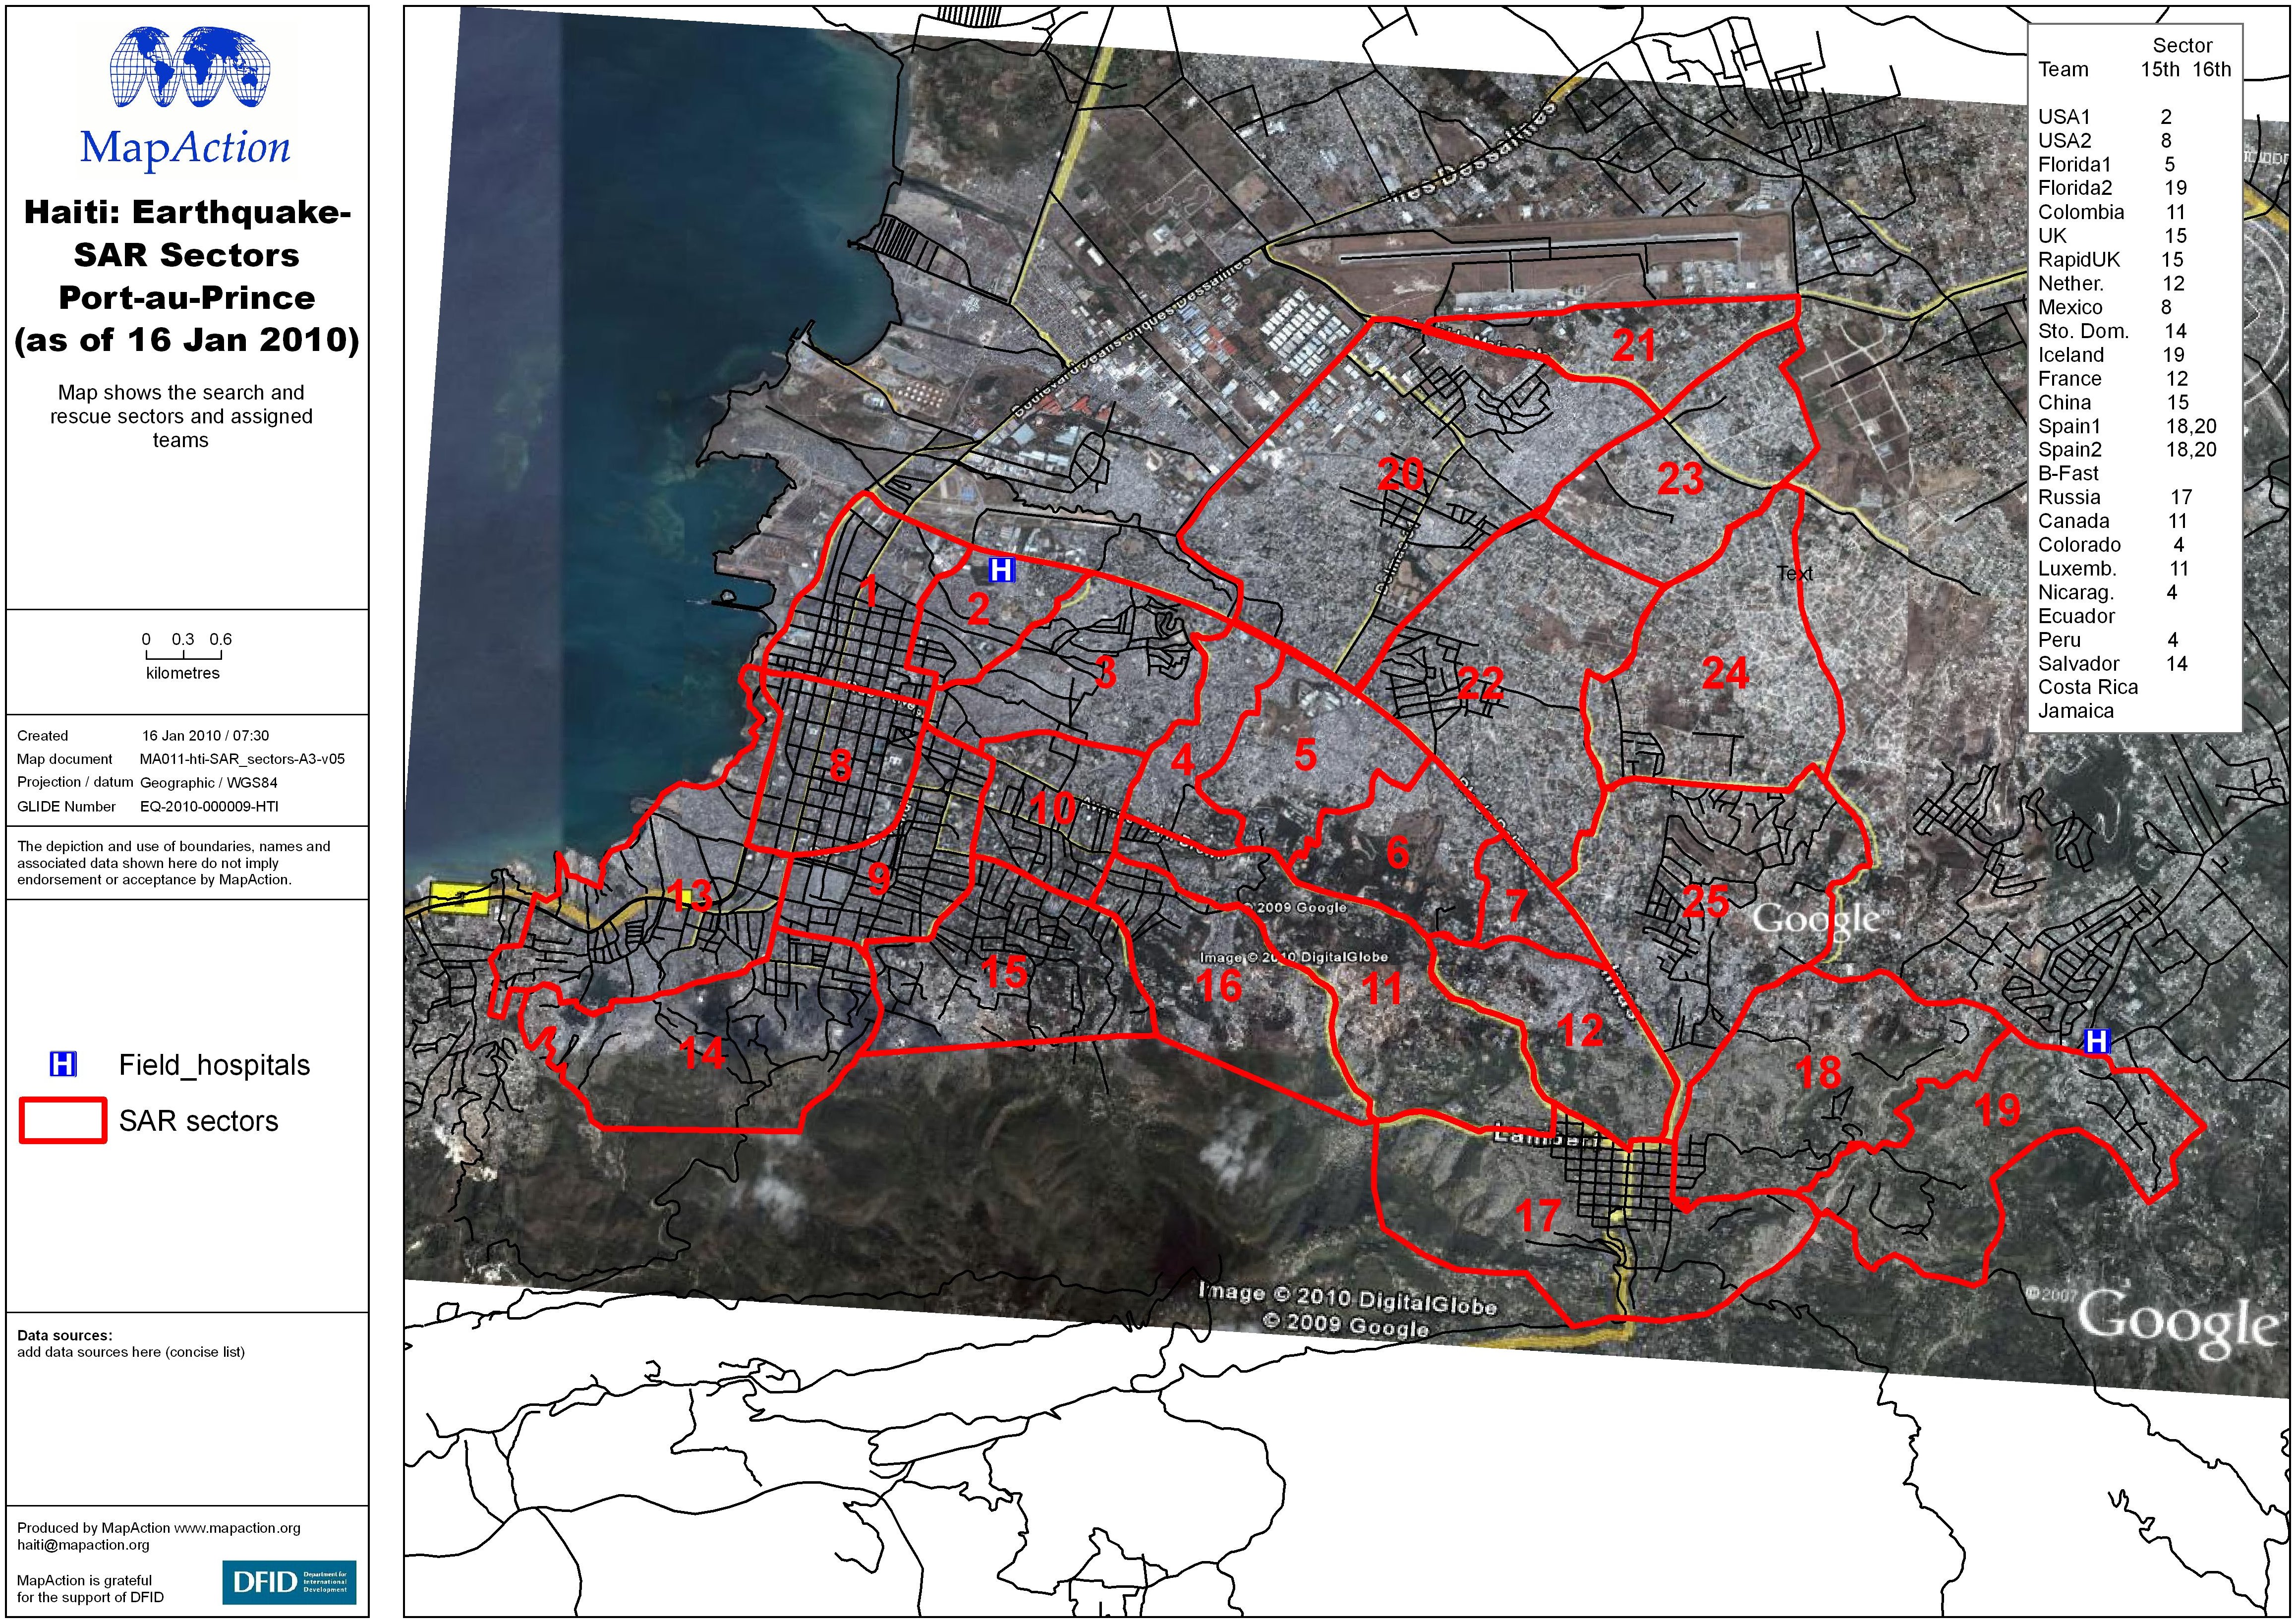 MapAction
Haiti: Earthquake-
SAR Sectors
Port-au-Prince
(as of 16 Jan 2010)
Map shows the search and
rescue sectors and assigned
teams
0 0.3 0.6
kilometres
Created 16 Jan 2010 / 07:30
Map document MA011-hti-SAR_sectors-A3-v05
Projection / datum Geographic / WGS84
GLIDE Number EQ-2010-000009-HTI
The depiction and use of boundaries, names and
associated data shown here do not imply
endorsement or acceptance by MapAction.
H Field_hospitals
SAR sectors
Data sources:
add data sources here (concise list)
Produced by MapAction www.mapaction.org
haiti@mapaction.org
MapAction is grateful
for the support of DFID
DFID Department for
International
Development
Sector
Team 15th 16th
USA1 2
USA2 8
Florida1 5
Florida2 19
Colombia 11
UK 15
RapidUK 15
Nether. 12
Mexico 8
Sto. Dom. 14
Iceland 19
France 12
China 15
Spain1 18,20
Spain2 18,20
B-Fast
Russia 17
Canada 11
Colorado 4
Luxemb. 11
Nicarag. 4
Ecuador
Peru 4
Salvador 14
Costa Rica
Jamaica
Dessalines
Boulevard Jeans Jacques Dessalines
21
20
23
H
Text
1
2
3
24
22
4
5
8
10
6
9
13
7
25
© 2009 Google
Google
Image © 2010 DigitalGlobe
15
16
11
12
H
14
18
19
Lambert
17
Image © 2010 DigitalGlobe
© 2009 Google
© 2007 Google